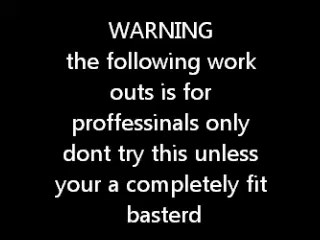 WARNING
the following work
outs is for
proffessinals only
dont try this unless
your a completely fit
basterd